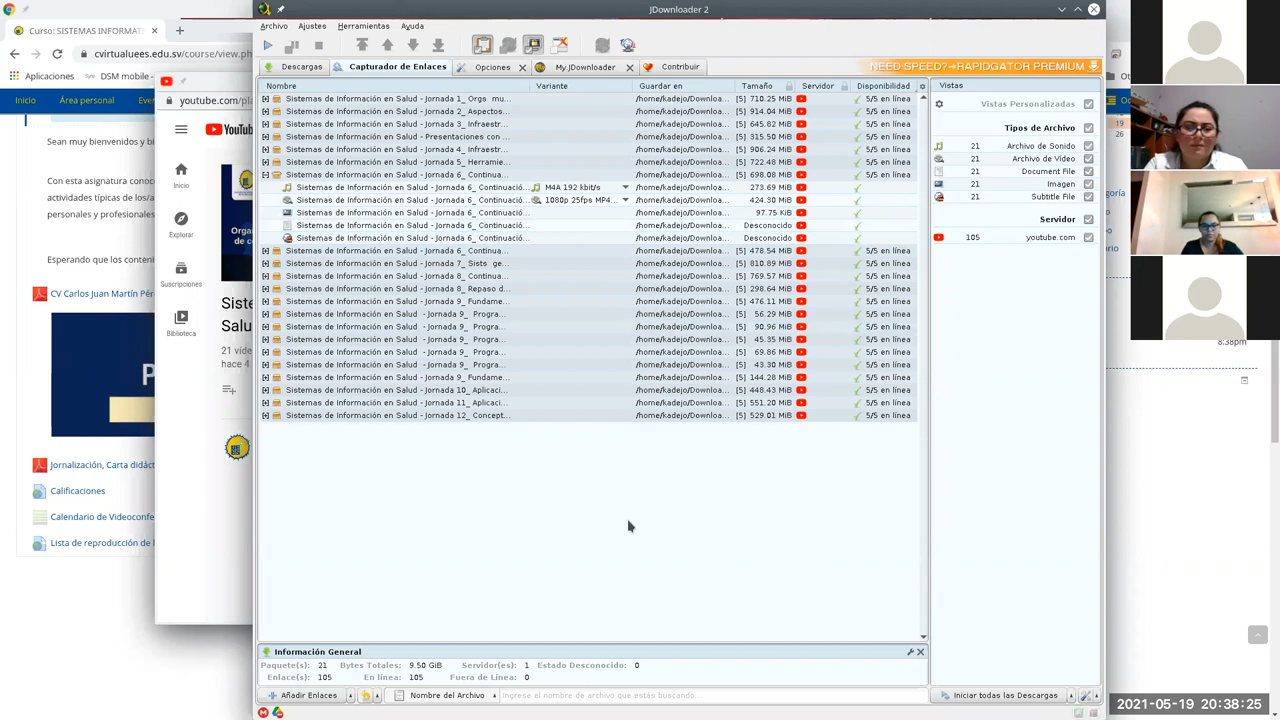 JDownloader 2
Curso: SISTEMAS INFORMAT
Archivo Ajustes Herramientas Ayuda
cvirtualuees.edu.sv/course/view.ph
Aplicaciones DSM mobile -
Descargas Capturador de Enlaces Opciones My.JDownloader Contribuir
NEED SPEED?→RAPIDGATOR PREMIUM
Nombre Variante Guardar en Tamaño Servidor Disponibilidad
Sistemas de Información en Salud - Jornada 1_ Orga mu... /home/kadejo/Downloa... [5] 710.25 MiB 5/5 en línea
Sistemas de Información en Salud - Jornada 2_ Aspectos... /home/kadejo/Downloa... [5] 914.66 MiB 5/5 en línea
Sistemas de Información en Salud - Jornada 3_ Infraestr... /home/kadejo/Downloa... [5] 645.82 MiB 5/5 en línea
Sistemas de Información en Salud - Presentaciones con ... /home/kadejo/Downloa... [5] 315.59 MiB 5/5 en línea
Sistemas de Información en Salud - Jornada 4_ Infraestr... /home/kadejo/Downloa... [5] 906.24 MiB 5/5 en línea
Sistemas de Información en Salud - Jornada 5_ Herramie... /home/kadejo/Downloa... [5] 722.48 MiB 5/5 en línea
Sistemas de Información en Salud - Jornada 6_ Continua... /home/kadejo/Downloa... [5] 698.08 MiB 5/5 en línea
Sistemas de Información en Salud - Jornada 6_ Continuació... M4A 192 kbit/s /home/kadejo/Downloa... 273.69 MiB
Sistemas de Información en Salud - Jornada 6_ Continuació... 1080p 25fps MP4... /home/kadejo/Downloa... 424.30 MiB
Sistemas de Información en Salud - Jornada 6_ Continuació... /home/kadejo/Downloa... 97.75 KiB
Sistemas de Información en Salud - Jornada 6_ Continuació... /home/kadejo/Downloa... Desconocido
Sistemas de Información en Salud - Jornada 6_ Continuació... /home/kadejo/Downloa... Desconocido
Sistemas de Información en Salud - Jornada 6_ Continua... /home/kadejo/Downloa... [5] 478.54 MiB 5/5 en línea
Sistemas de Información en Salud - Jornada 7_ Sists ge... /home/kadejo/Downloa... [5] 810.89 MiB 5/5 en línea
Sistemas de Información en Salud - Jornada 8_ Continua... /home/kadejo/Downloa... [5] 769.57 MiB 5/5 en línea
Sistemas de Información en Salud - Jornada 8_ Repaso d... /home/kadejo/Downloa... [5] 298.64 MiB 5/5 en línea
Sistemas de Información en Salud - Jornada 9_ Fundame... /home/kadejo/Downloa... [5] 476.11 MiB 5/5 en línea
Sistemas de Información en Salud - Jornada 9_ Progra... /home/kadejo/Downloa... [5] 56.29 MiB 5/5 en línea
Sistemas de Información en Salud - Jornada 9_ Progra... /home/kadejo/Downloa... [5] 90.96 MiB 5/5 en línea
Sistemas de Información en Salud - Jornada 9_ Progra... /home/kadejo/Downloa... [5] 45.35 MiB 5/5 en línea
Sistemas de Información en Salud - Jornada 9_ Progra... /home/kadejo/Downloa... [5] 69.86 MiB 5/5 en línea
Sistemas de Información en Salud - Jornada 9_ Progra... /home/kadejo/Downloa... [5] 43.30 MiB 5/5 en línea
Sistemas de Información en Salud - Jornada 9_ Fundame... /home/kadejo/Downloa... [5] 144.28 MiB 5/5 en línea
Sistemas de Información en Salud - Jornada 10_ Aplicaci... /home/kadejo/Downloa... [5] 448.43 MiB 5/5 en línea
Sistemas de Información en Salud - Jornada 11_ Aplicaci... /home/kadejo/Downloa... [5] 551.20 MiB 5/5 en línea
Sistemas de Información en Salud - Jornada 12_ Concept... /home/kadejo/Downloa... [5] 529.01 MiB 5/5 en línea
Vistas
Vistas Personalizadas
Tipos de Archivo
21 Archivo de Sonido
21 Archivo de Vídeo
21 Document File
21 Imagen
21 Subtitle File
Servidor
105 youtube.com
Inicio Área personal Even
youtube.com/pla
YouTub
Sean muy bienvenidos y bi
Con esta asignatura conoc
actividades típicas de los/a
personales y profesionales
Esperando que los conteni
CV Carlos Juan Martín Pér
Jornalización, Carta didáct
Calificaciones
Calendario de Videoconfe
Lista de reproducción de l
Inicio
Explorar
Suscripciones
Biblioteca
Organ
de co
Siste
Salu
21 víde
hace 4
P
Ot
19
26
egoría
ario
8:38pm
Información General
Paquete(s): 21 Bytes Totales: 9.50 GiB Servidor(es): 1 Estado Desconocido: 0
Enlace(s): 105 En línea: 105 Fuera de Línea: 0
Añadir Enlaces Nombre del Archivo Ingrese el nombre de archivo que estás buscando... Iniciar todas las Descargas
2021-05-19 20:38:25